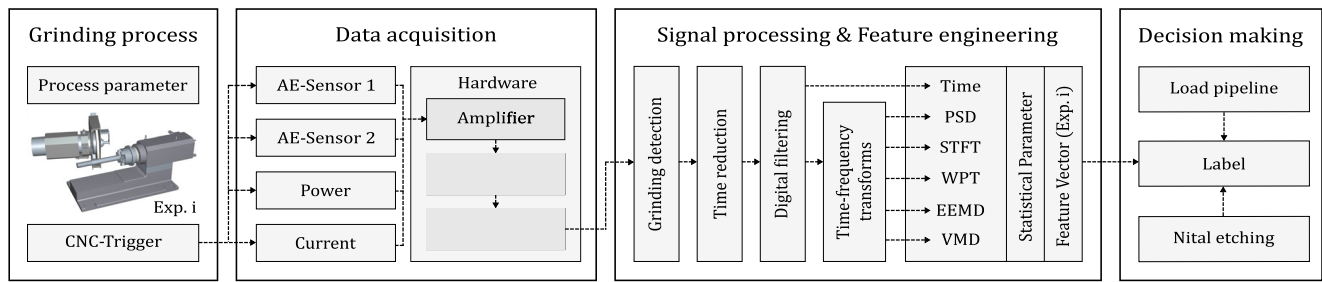 Grinding process
Process parameter
Exp. i
CNC-Trigger
Data acquisition
AE-Sensor 1
AE-Sensor 2
Power
Current
Hardware
Amplifier
Signal processing & Feature engineering
Grinding detection
Time reduction
Digital filtering
Time-frequency
transforms
Time
PSD
STFT
WPT
EEMD
VMD
Statistical Parameter
Feature Vector (Exp. i)
Decision making
Load pipeline
Label
Nital etching